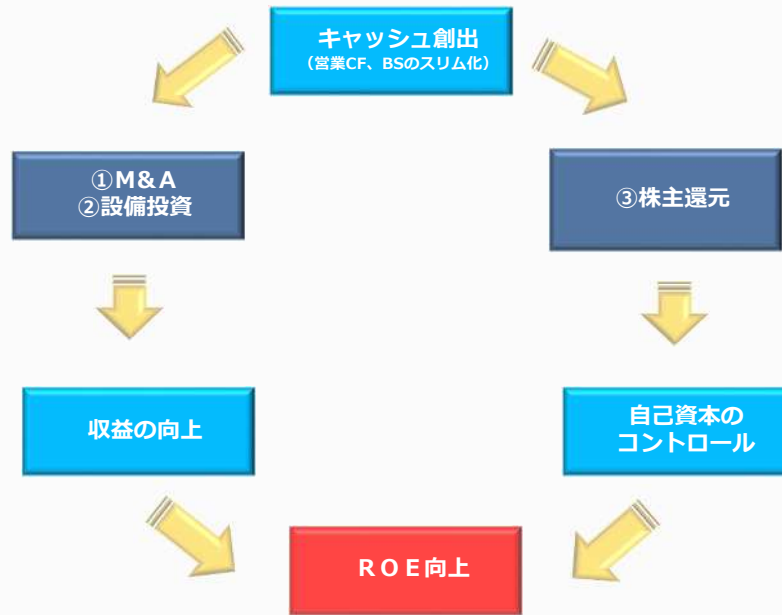 キャッシュ創出
（営業CF、BSのスリム化）
①M&A
②設備投資
③株主還元
収益の向上
自己資本の
コントロール
ＲＯＥ向上